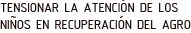 TENSIONAR LA ATENCIÓN DE LOS
NIÑOS EN RECUPERACIÓN DEL AGRO